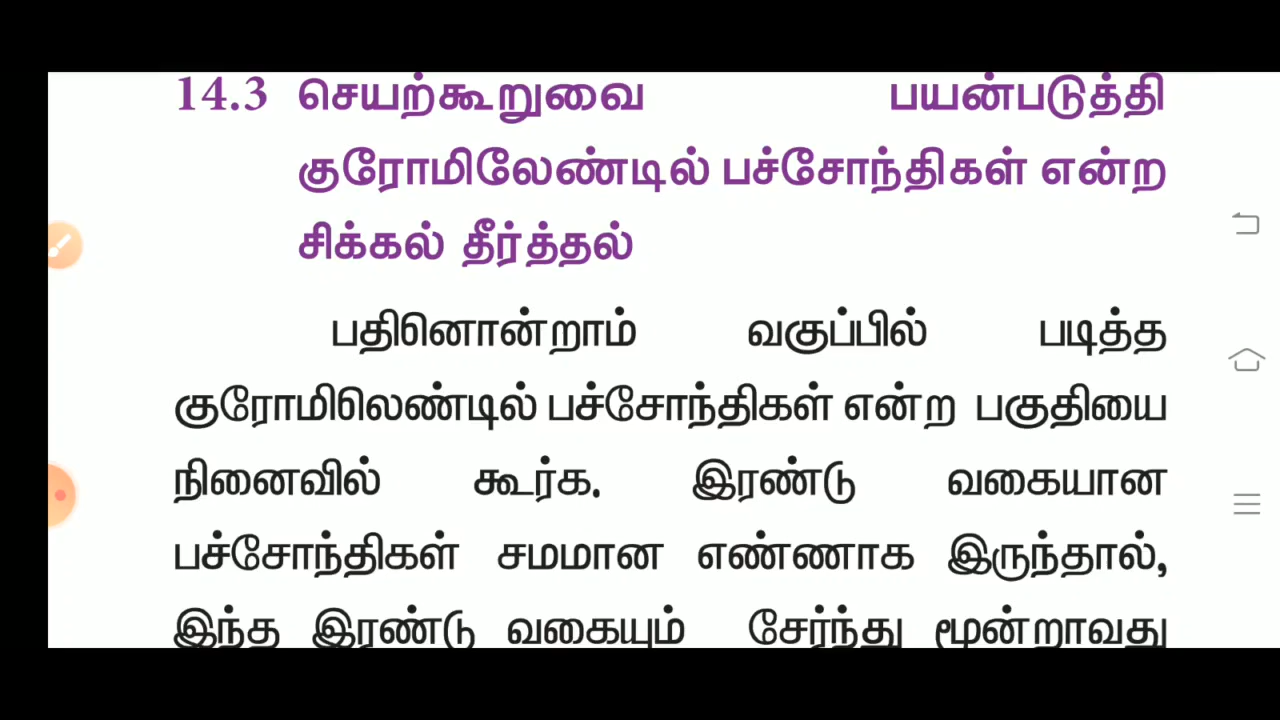 14.3 செயற்கூறுவை பயன்படுத்தி
குரோமிலேண்டில் பச்சோந்திகள் என்ற
சிக்கல் தீர்த்தல்
பதினொன்றாம் வகுப்பில் படித்த
குரோமிலெண்டில் பச்சோந்திகள் என்ற பகுதியை
நினைவில் கூர்க. இரண்டு வகையான
பச்சோந்திகள் சமமான எண்ணாக இருந்தால்,
இந்த இரண்டு வகையும் சேர்ந்து மூன்றாவது